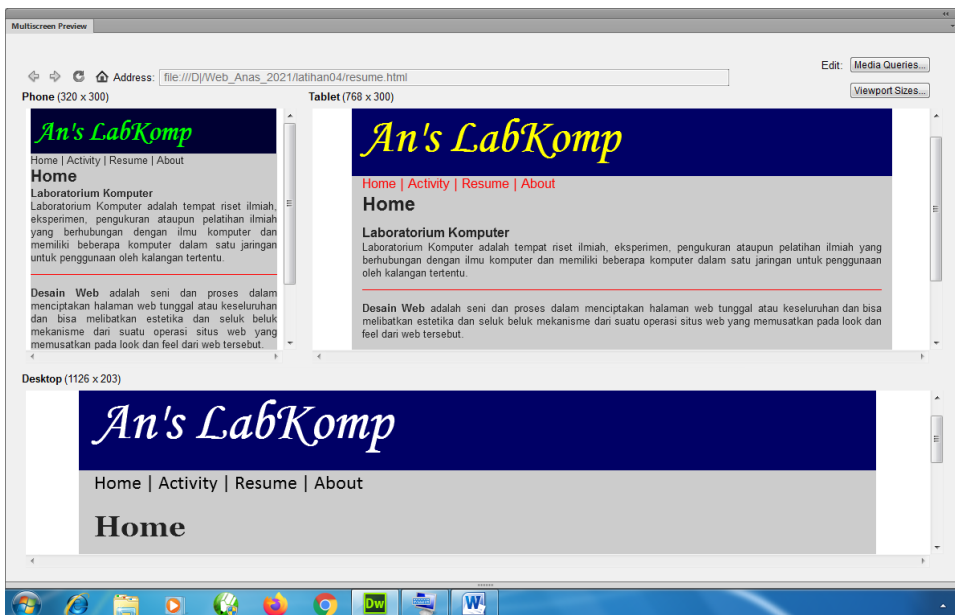 Multiscreen Preview
Address: file:///D|/Web_Anas_2021/latihan04/resume.html
Edit: Media Queries...
Viewport Sizes...
Phone (320 x 300)
An's LabKomp
Home | Activity | Resume | About
Home
Laboratorium Komputer
Laboratorium Komputer adalah tempat riset ilmiah,
eksperimen, pengukuran ataupun pelatihan ilmiah
yang berhubungan dengan ilmu komputer dan
memiliki beberapa komputer dalam satu jaringan
untuk penggunaan oleh kalangan tertentu.
Desain Web adalah seni dan proses dalam
menciptakan halaman web tunggal atau keseluruhan
dan bisa melibatkan estetika dan seluk beluk
mekanisme dari suatu operasi situs web yang
memusatkan pada look dan feel dari web tersebut.
Tablet (768 x 300)
An's LabKomp
Home | Activity | Resume | About
Home
Laboratorium Komputer
Laboratorium Komputer adalah tempat riset ilmiah, eksperimen, pengukuran ataupun pelatihan ilmiah yang
berhubungan dengan ilmu komputer dan memiliki beberapa komputer dalam satu jaringan untuk penggunaan
oleh kalangan tertentu.
Desain Web adalah seni dan proses dalam menciptakan halaman web tunggal atau keseluruhan dan bisa
melibatkan estetika dan seluk beluk mekanisme dari suatu operasi situs web yang memusatkan pada look dan
feel dari web tersebut.
Desktop (1126 x 203)
An's LabKomp
Home | Activity | Resume | About
Home
Dw
W